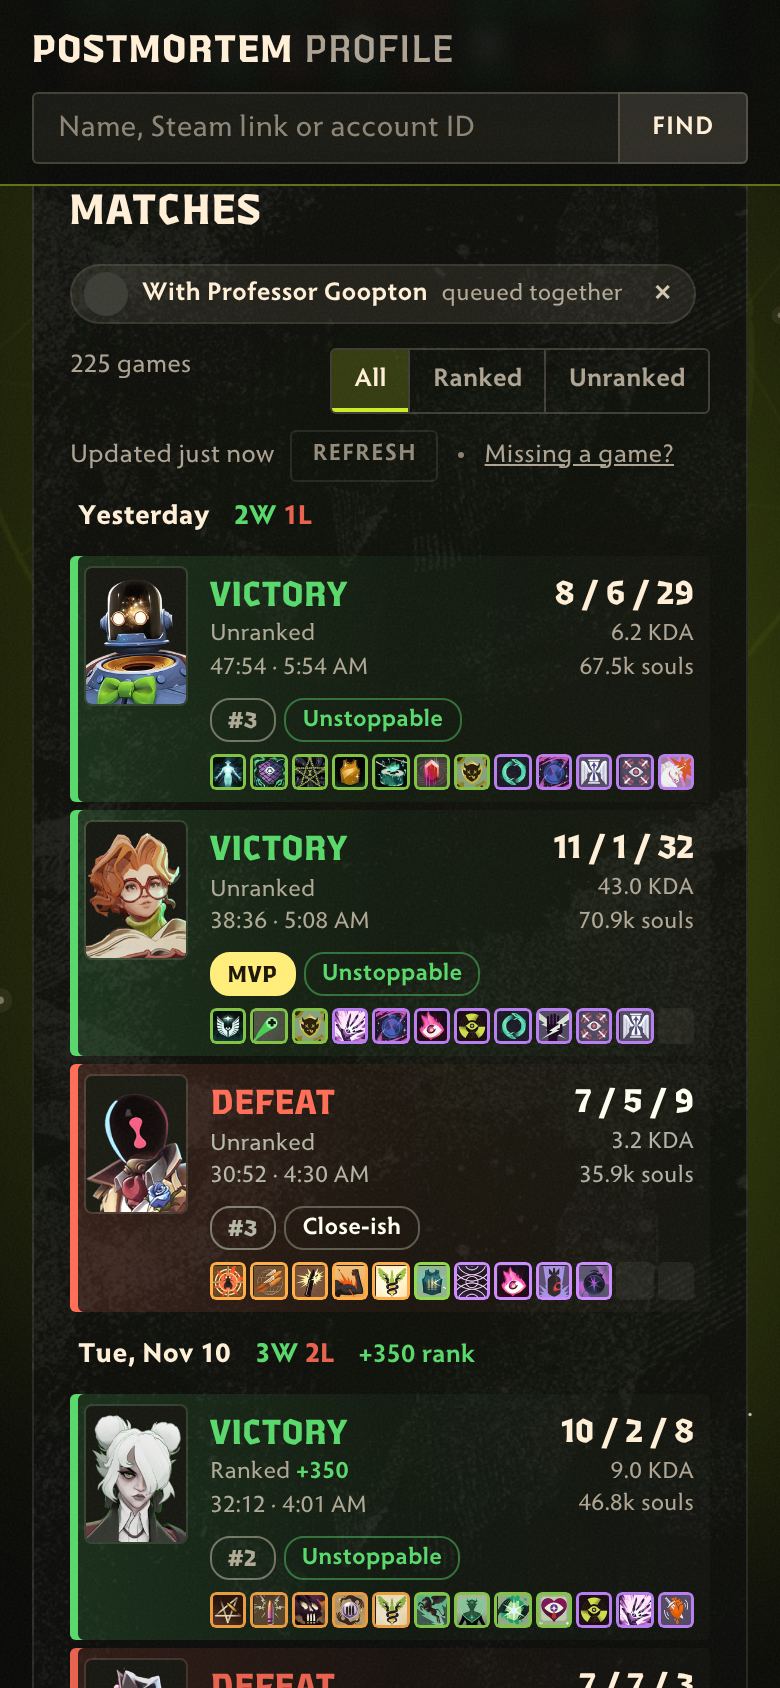 POSTMORTEM PROFILE
Name, Steam link or account ID
FIND
MATCHES
With Professor Goopton queued together ×
225 games
All
Ranked
Unranked
Updated just now
REFRESH
• Missing a game?
Yesterday 2W 1L
VICTORY
8 / 6 / 29
Unranked
6.2 KDA
47:54 · 5:54 AM
67.5k souls
#3
Unstoppable
VICTORY
11 / 1 / 32
Unranked
43.0 KDA
38:36 · 5:08 AM
70.9k souls
MVP
Unstoppable
DEFEAT
7 / 5 / 9
Unranked
3.2 KDA
30:52 · 4:30 AM
35.9k souls
#3
Close-ish
Tue, Nov 10 3W 2L +350 rank
VICTORY
10 / 2 / 8
Ranked +350
9.0 KDA
32:12 · 4:01 AM
46.8k souls
#2
Unstoppable
DEFEAT
7 / 7 / 3